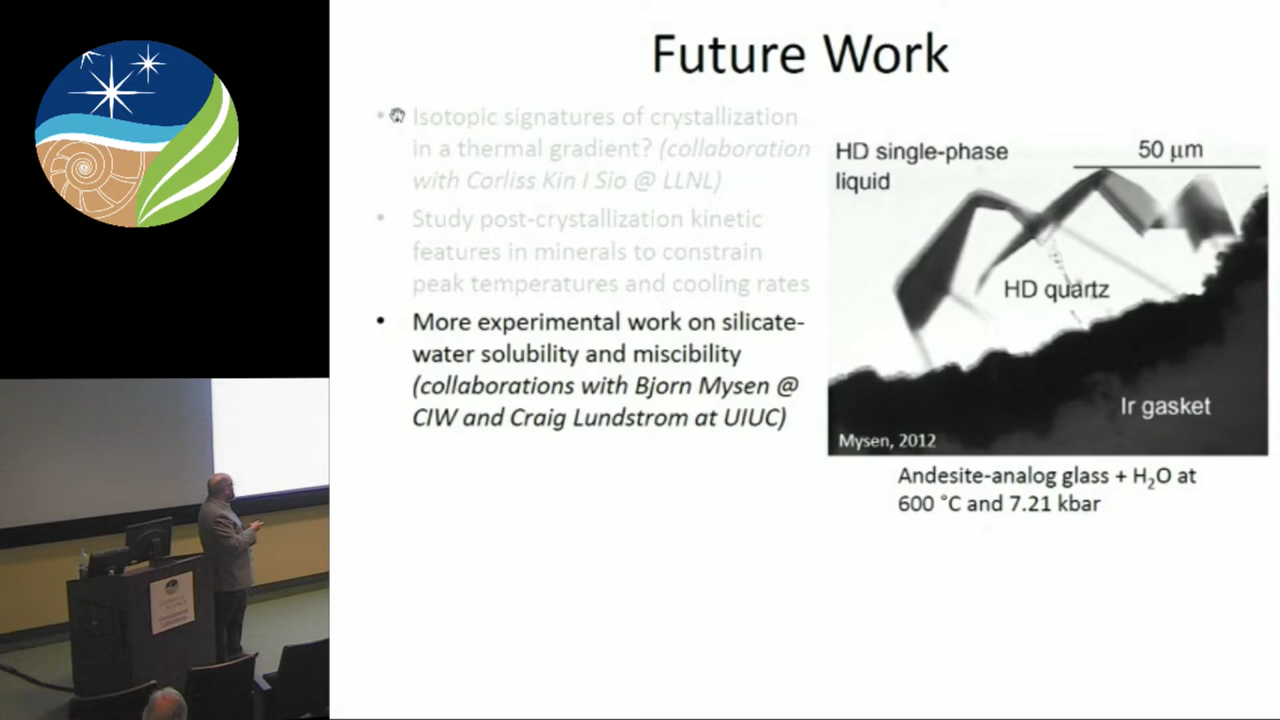 Future Work
• Isotopic signatures of crystallization
in a thermal gradient? (collaboration
with Corliss Kin I Sio @ LLNL)
• Study post-crystallization kinetic
features in minerals to constrain
peak temperatures and cooling rates
• More experimental work on silicate-
water solubility and miscibility
(collaborations with Bjorn Mysen @
CIW and Craig Lundstrom at UIUC)
HD single-phase
liquid
50 µm
HD quartz
Ir gasket
Mysen, 2012
Andesite-analog glass + H₂O at
600 °C and 7.21 kbar